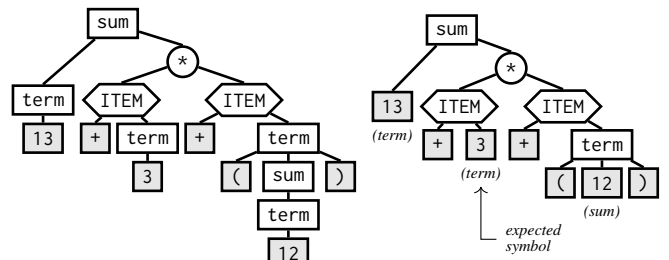 sum sum
* *
term ITEM ITEM 13 ITEM ITEM
13 + term + term (term) + 3 + term
3 ( sum ) (term) ( 12 )
term (sum)
12 expected
symbol